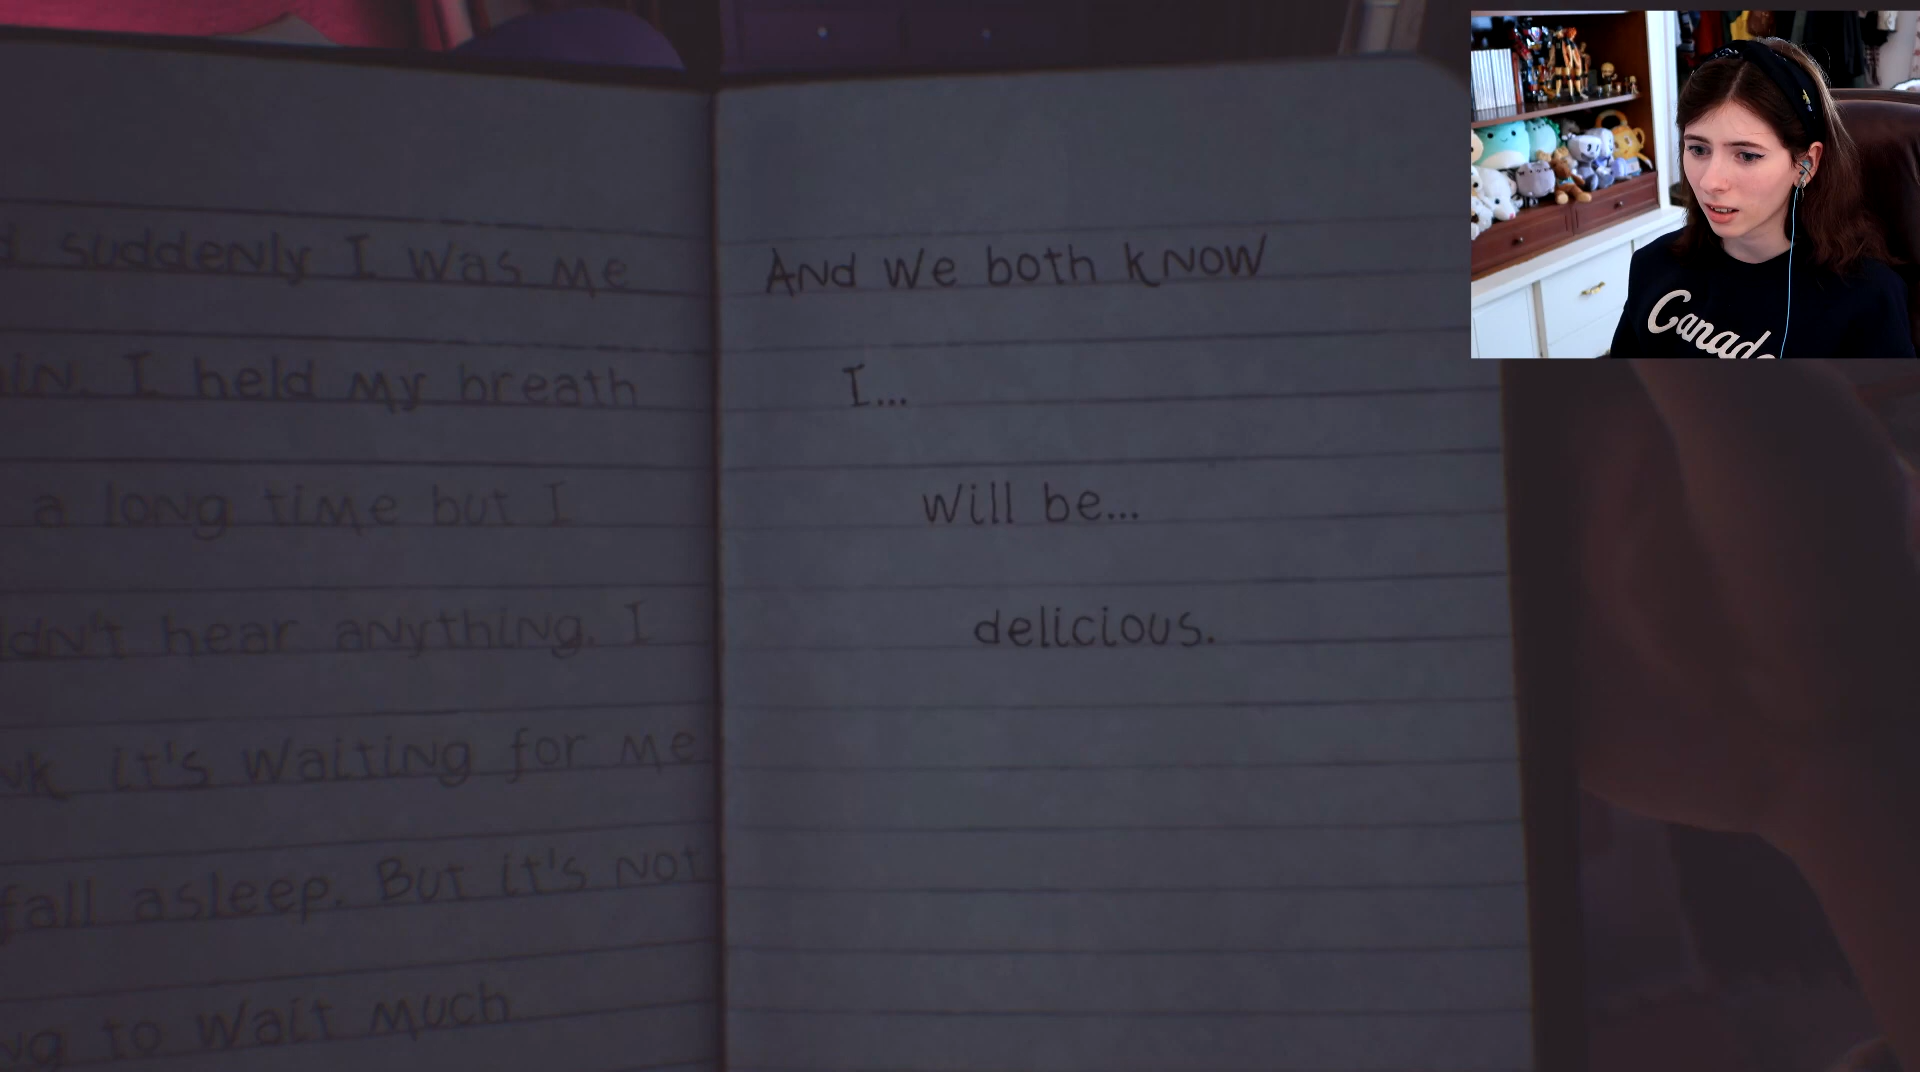 suddenly I was me
I held my breath
a long time but I
hear anything. I
it's waiting for me
fall asleep. But it's not
to wait much
And we both know
I...
will be...
delicious.
Canada